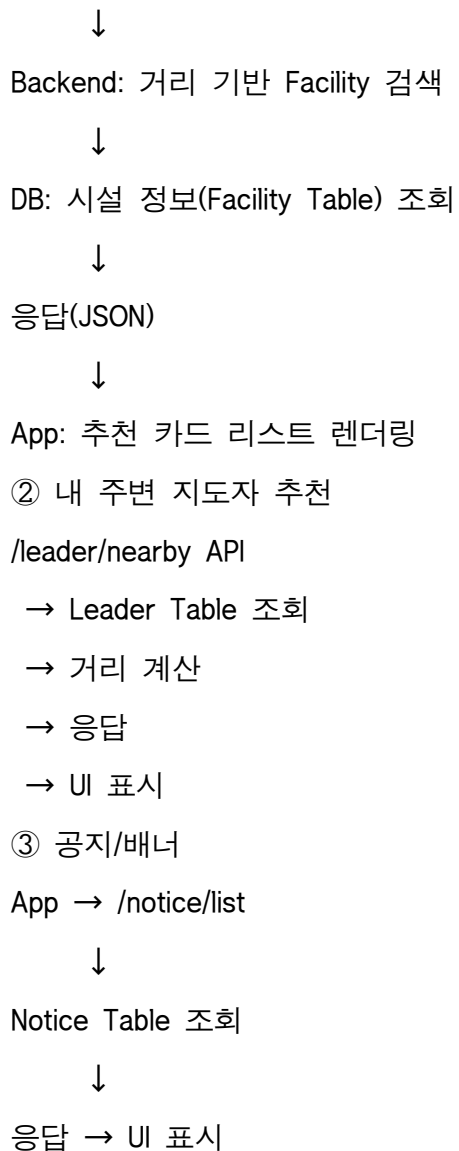 ↓
Backend: 거리 기반 Facility 검색
↓
DB: 시설 정보(Facility Table) 조회
↓
응답(JSON)
↓
App: 추천 카드 리스트 렌더링
② 내 주변 지도자 추천
/leader/nearby API
→ Leader Table 조회
→ 거리 계산
→ 응답
→ UI 표시
③ 공지/배너
App → /notice/list
↓
Notice Table 조회
↓
응답 → UI 표시